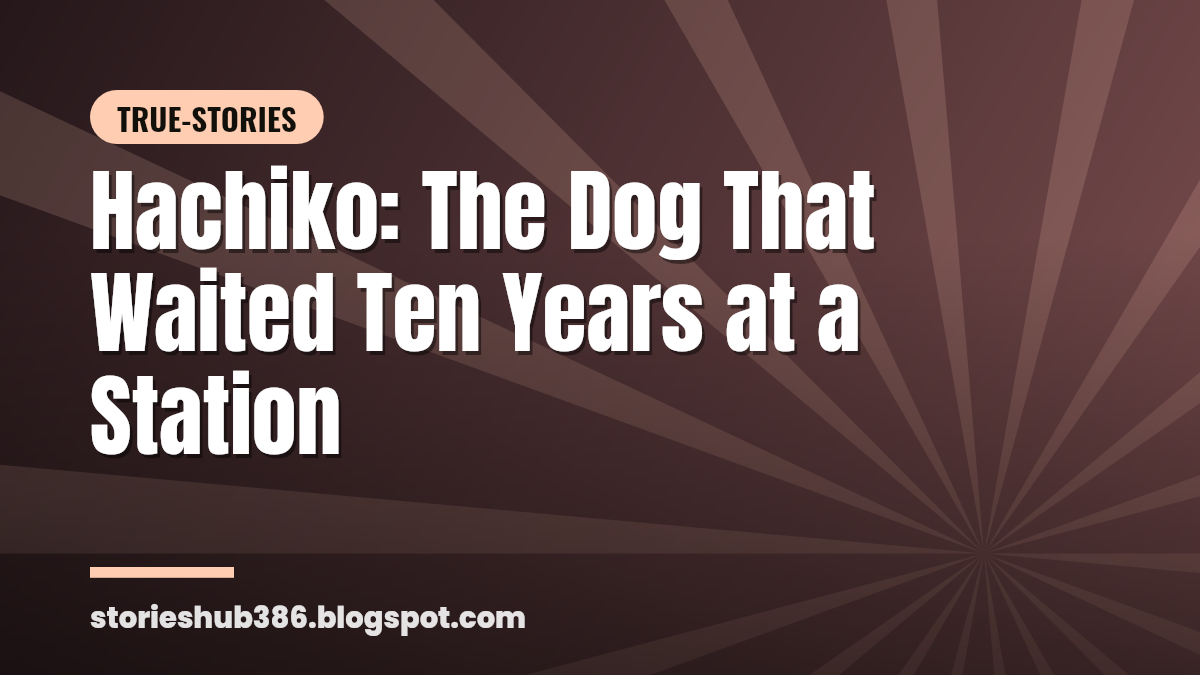 TRUE-STORIES
Hachiko: The Dog That
Waited Ten Years at a
Station
storieshub386.blogspot.com